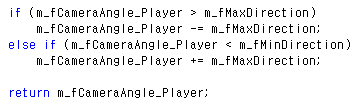 if (m_fCameraAngle_Player > m_fMaxDirection)
m_fCameraAngle_Player -= m_fMaxDirection;
else if (m_fCameraAngle_Player < m_fMinDirection)
m_fCameraAngle_Player += m_fMaxDirection;
return m_fCameraAngle_Player;